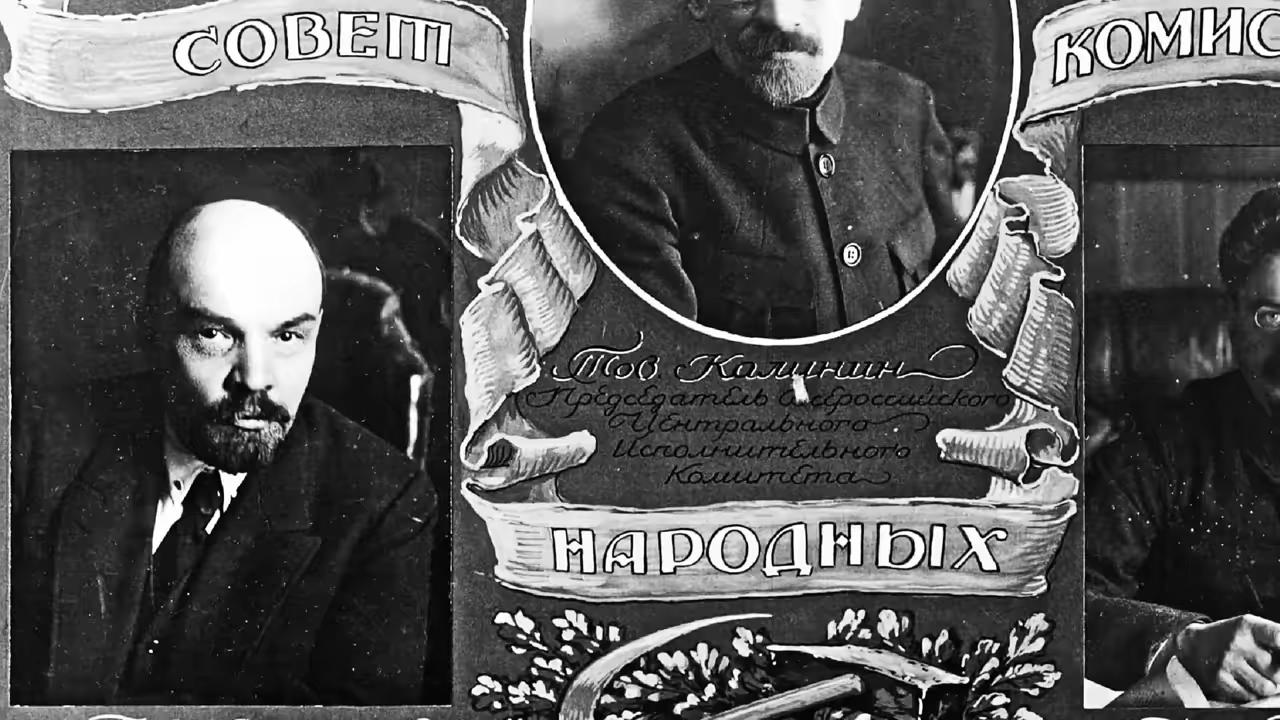 СОВЕТ
КОМИС
Тов Калинин
Председатель Всероссийского
Центрального
Исполнительного
Комитета
НАРОДНЫХ